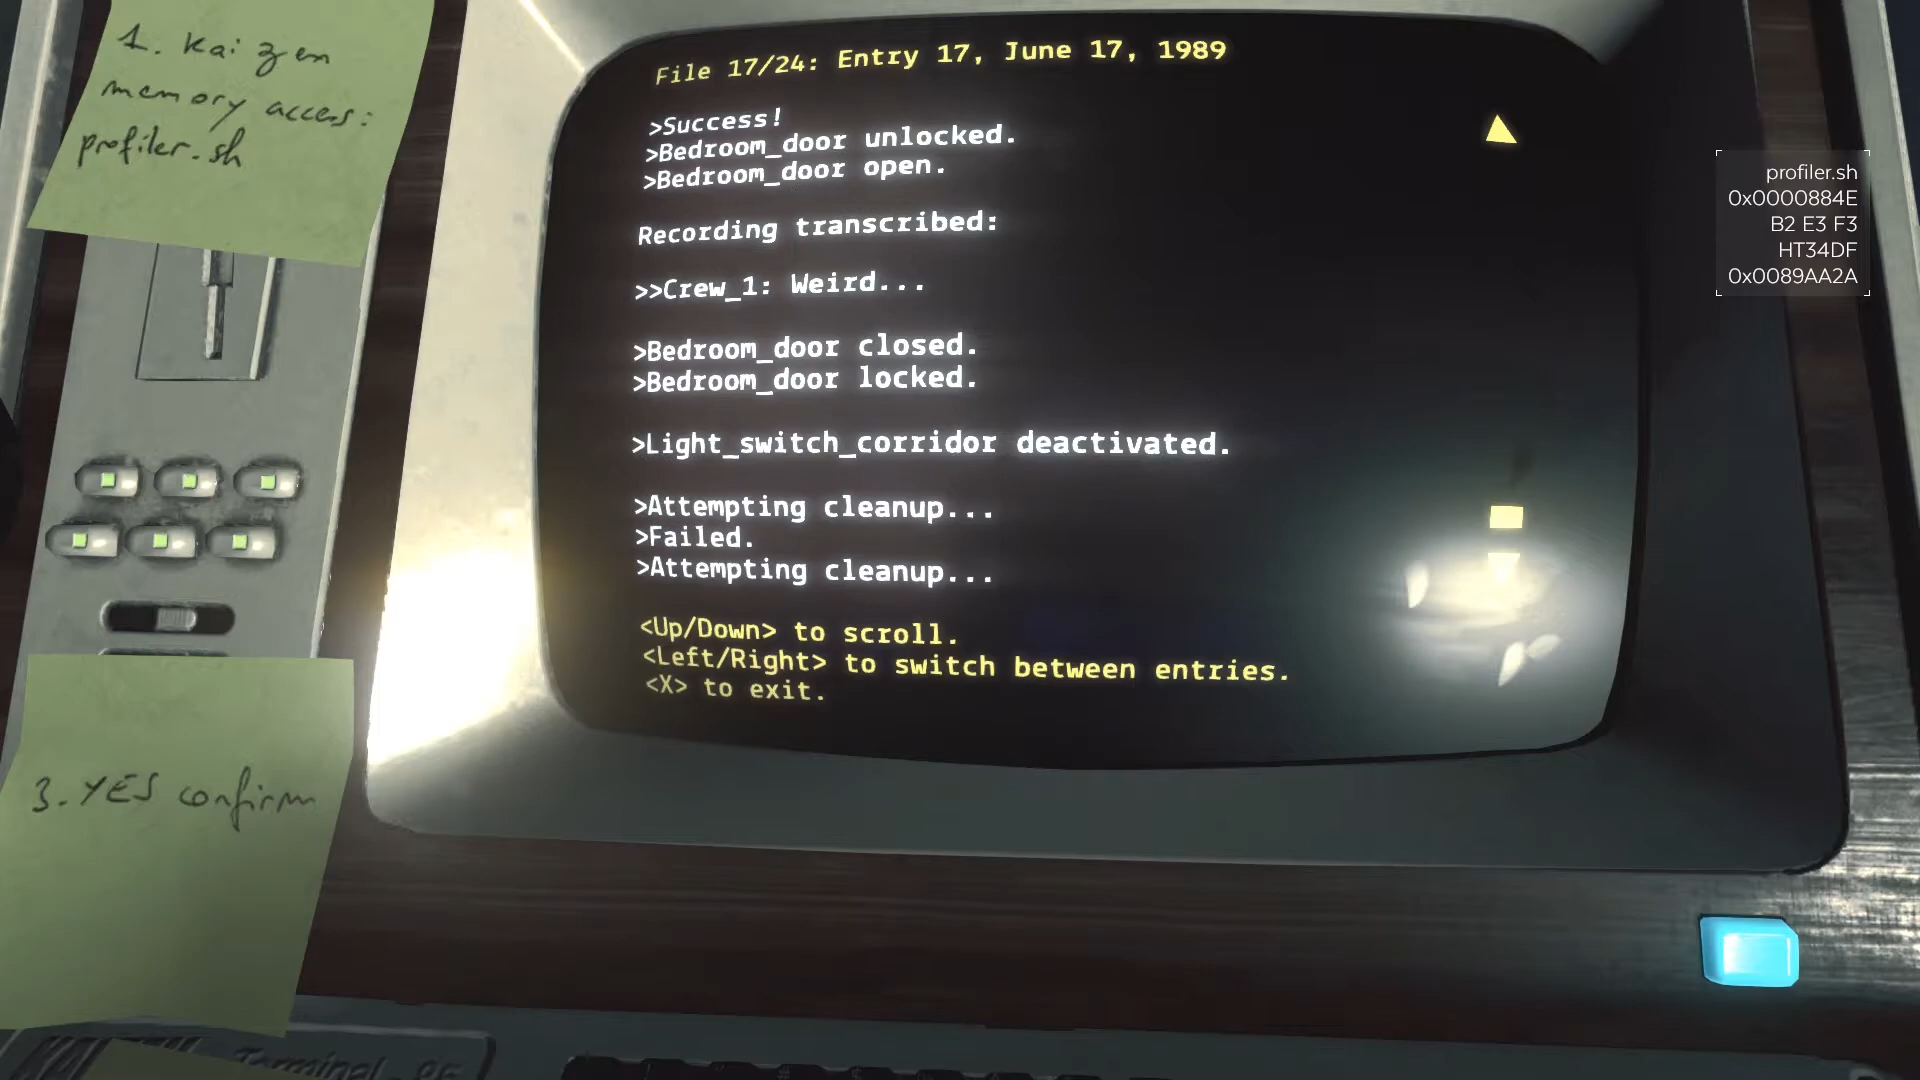 1. Kaizen
memory access:
profiler.sh
File 17/24: Entry 17, June 17, 1989
>Success!
>Bedroom_door unlocked.
>Bedroom_door open.
Recording transcribed:
>>Crew_1: Weird...
>Bedroom_door closed.
>Bedroom_door locked.
>Light_switch_corridor deactivated.
>Attempting cleanup...
>Failed.
>Attempting cleanup...
<Up/Down> to scroll.
<Left/Right> to switch between entries.
<X> to exit.
profiler.sh
0x0000884E
B2 E3 F3
HT34DF
0x0089AA2A
3. YES confirm
Terminal